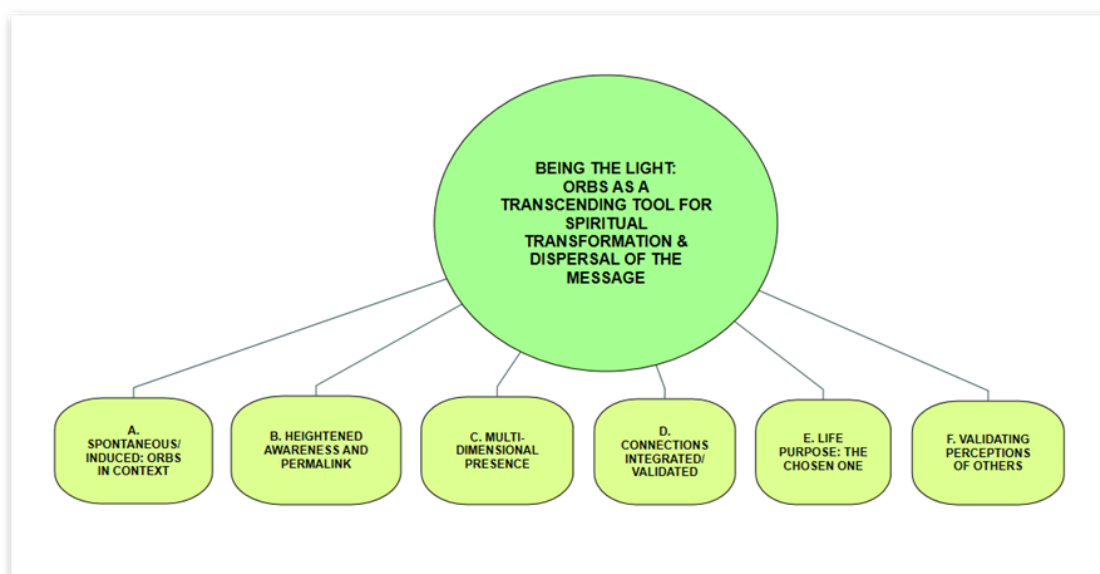 BEING THE LIGHT:
ORBS AS A
TRANSCENDING TOOL FOR
SPIRITUAL
TRANSFORMATION &
DISPERSAL OF THE
MESSAGE
A.
SPONTANEOUS/
INDUCED: ORBS
IN CONTEXT
B. HEIGHTENED
AWARENESS AND
PERMALINK
C. MULTI-
DIMENSIONAL
PRESENCE
D.
CONNECTIONS
INTEGRATED/
VALIDATED
E. LIFE
PURPOSE: THE
CHOSEN ONE
F. VALIDATING
PERCEPTIONS
OF OTHERS